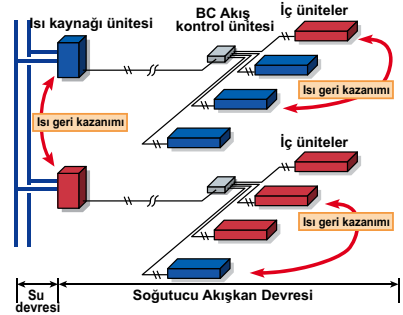 Isı kaynağı ünitesi
BC Akış
kontrol ünitesi
İç üniteler
Isı geri kazanımı
Isı geri kazanımı
İç üniteler
Isı geri kazanımı
Su
devresi
Soğutucu Akışkan Devresi